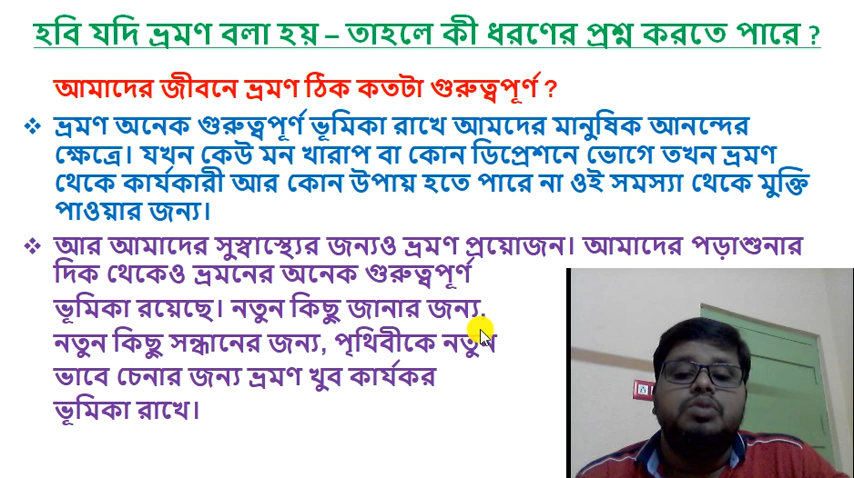 হবি যদি ভ্রমণ বলা হয় – তাহলে কী ধরণের প্রশ্ন করতে পারে ?
আমাদের জীবনে ভ্রমণ ঠিক কতটা গুরুত্বপূর্ণ ?
❖ ভ্রমণ অনেক গুরুত্বপূর্ণ ভূমিকা রাখে আমদের মানুষিক আনন্দের
ক্ষেত্রে। যখন কেউ মন খারাপ বা কোন ডিপ্রেশনে ভোগে তখন ভ্রমণ
থেকে কার্যকারী আর কোন উপায় হতে পারে না ওই সমস্যা থেকে মুক্তি
পাওয়ার জন্য।
❖ আর আমাদের সুস্বাস্থ্যের জন্যও ভ্রমণ প্রয়োজন। আমাদের পড়াশুনার
দিক থেকেও ভ্রমনের অনেক গুরুত্বপূর্ণ
ভূমিকা রয়েছে। নতুন কিছু জানার জন্য,
নতুন কিছু সন্ধানের জন্য, পৃথিবীকে নতুন
ভাবে চেনার জন্য ভ্রমণ খুব কার্যকর
ভূমিকা রাখে।